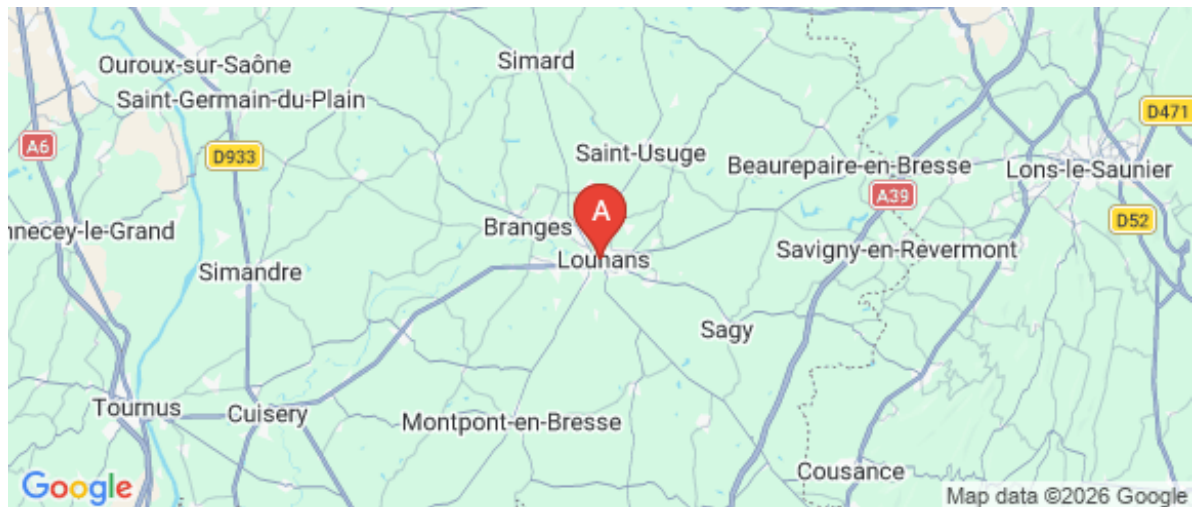 Simard
Ouroux-sur-Saône
Saint-Germain-du-Plain
D471
A6
D933
Saint-Usuge
Beaurepaire-en-Bresse
Lons-le-Saunier
A39
A
D52
Branges
nnecey-le-Grand
Savigny-en-Revermont
Louhans
Simandre
Sagy
Tournus
Cuisery
Montpont-en-Bresse
Cousance
Google
Map data ©2026 Google